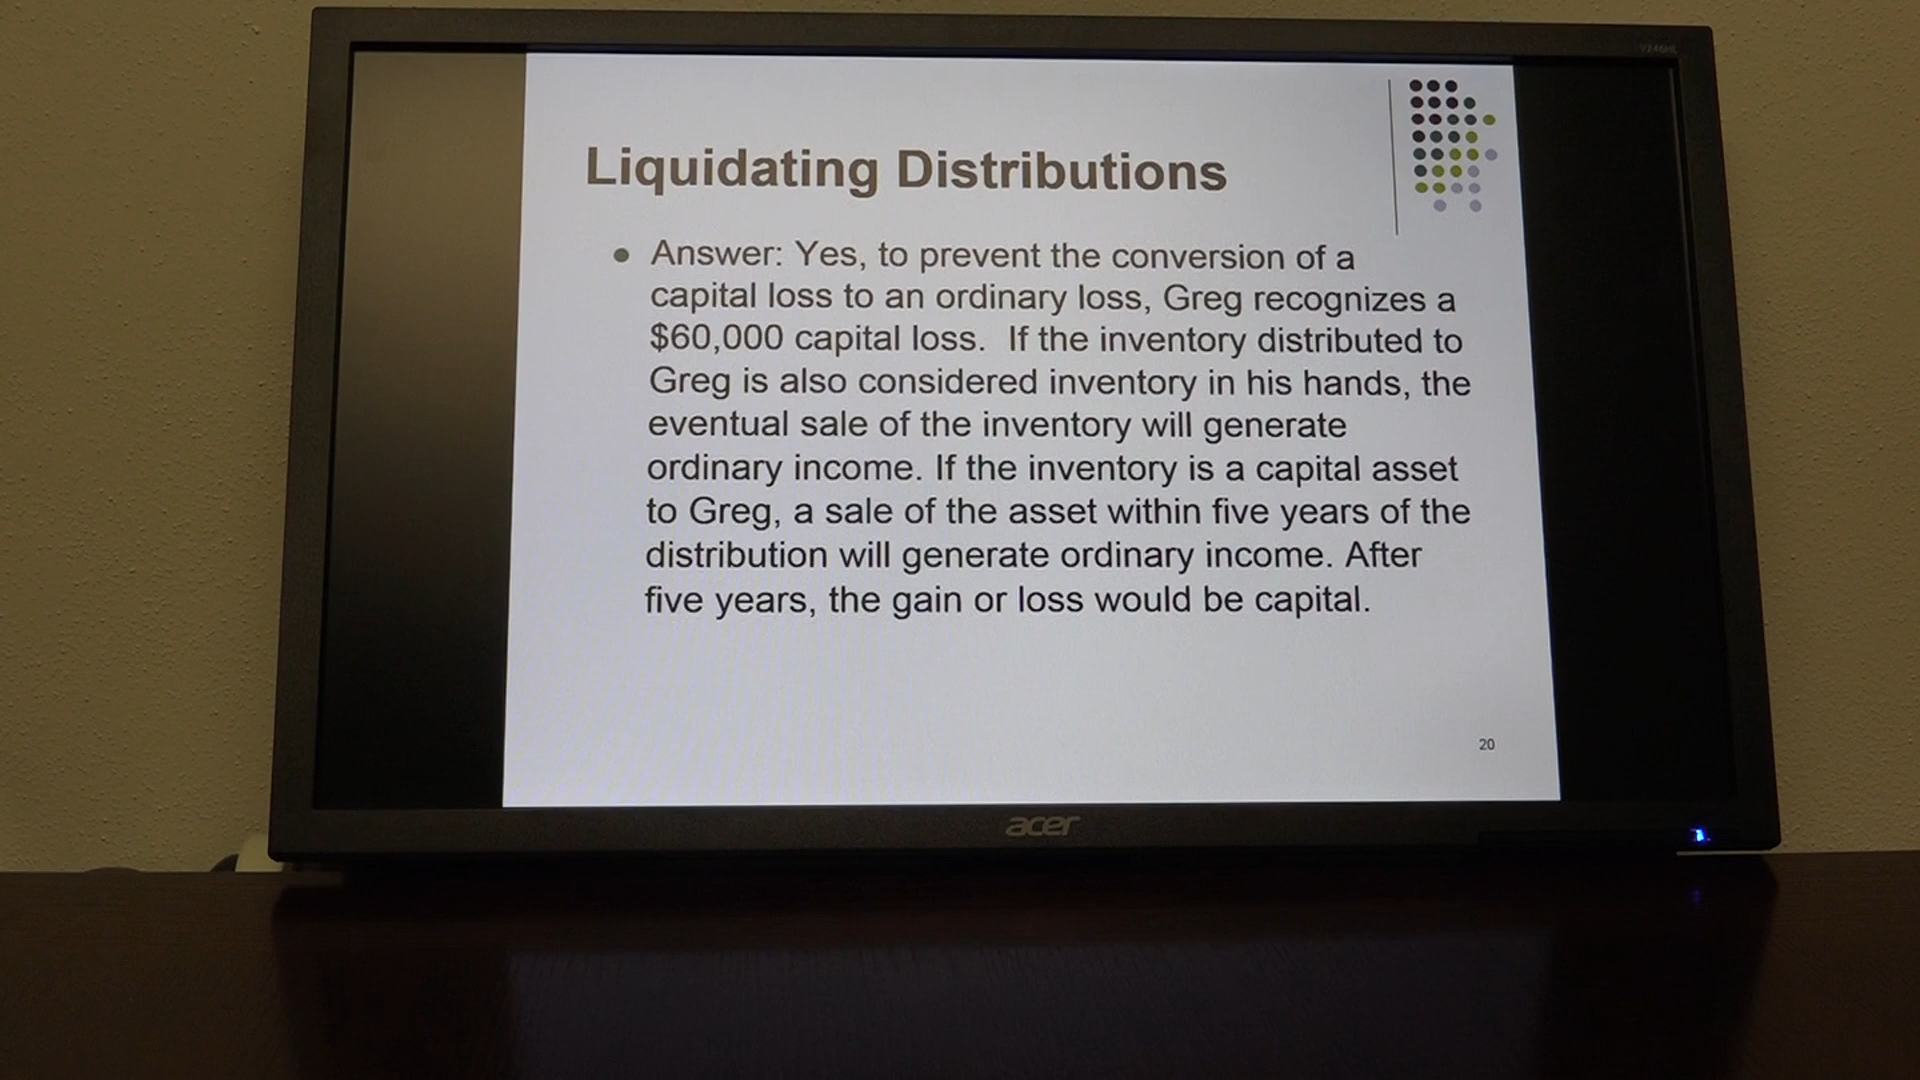 V246HL
Liquidating Distributions
Answer: Yes, to prevent the conversion of a
capital loss to an ordinary loss, Greg recognizes a
$60,000 capital loss.  If the inventory distributed to
Greg is also considered inventory in his hands, the
eventual sale of the inventory will generate
ordinary income. If the inventory is a capital asset
to Greg, a sale of the asset within five years of the
distribution will generate ordinary income. After
five years, the gain or loss would be capital.
20
acer